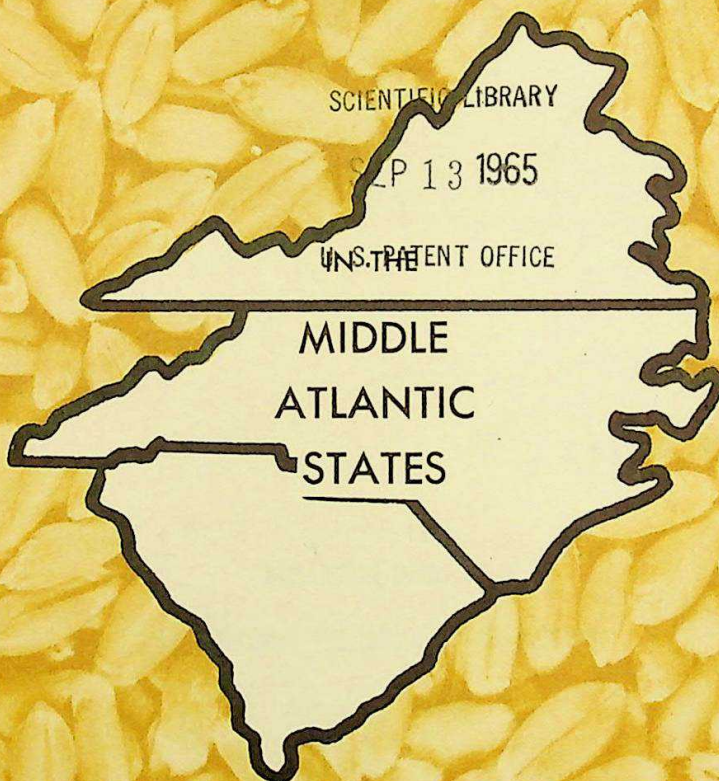 SCIENTIFIC LIBRARY
SEP 13 1965
U. S. PATENT OFFICE
IN THE
MIDDLE
ATLANTIC
STATES